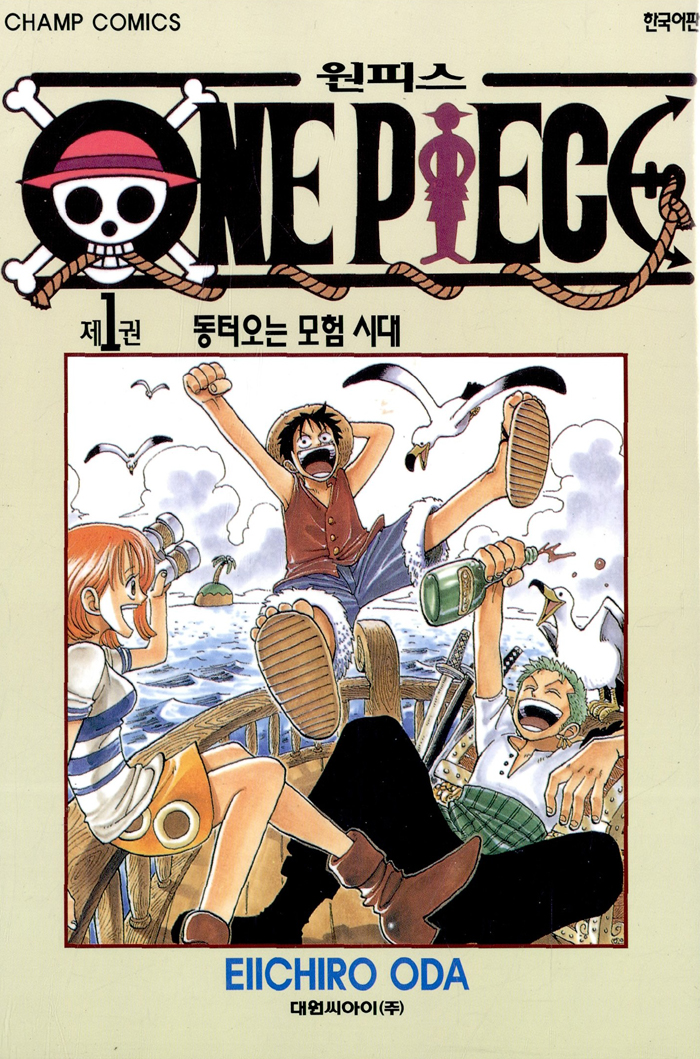 CHAMP COMICS
한국어판
원피스
ONE PIECE
제1권 동터오는 모험 시대
EIICHIRO ODA
대원씨아이(주)